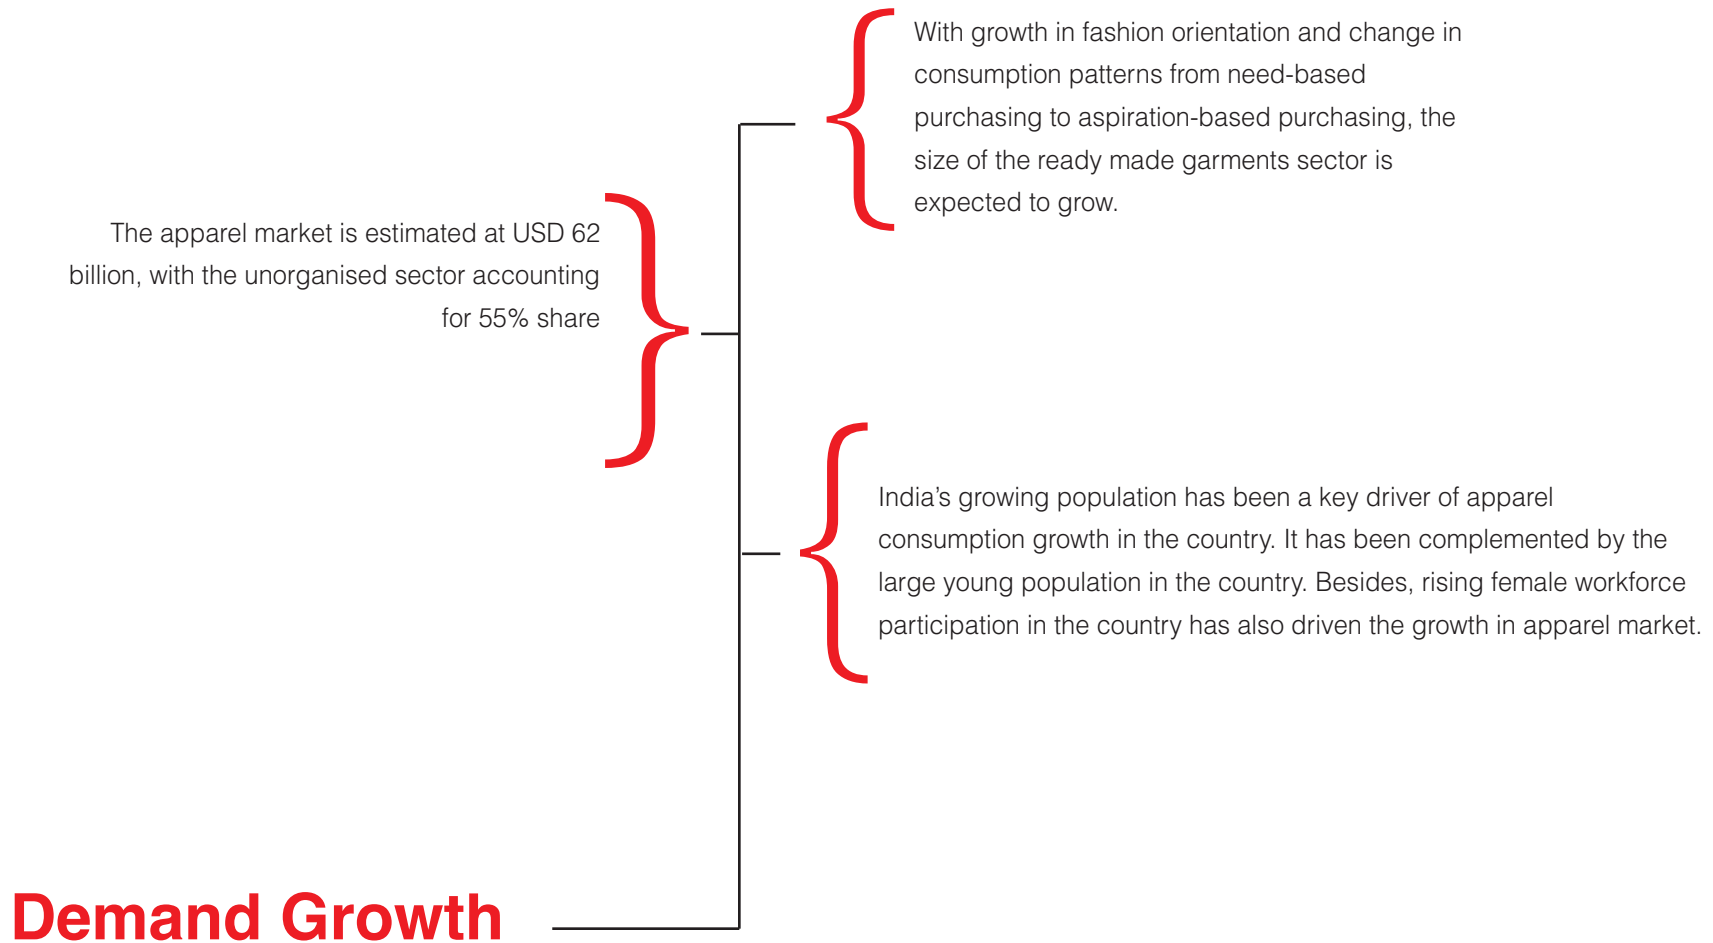 With growth in fashion orientation and change in
consumption patterns from need-based
purchasing to aspiration-based purchasing, the
size of the ready made garments sector is
expected to grow.
The apparel market is estimated at USD 62
billion, with the unorganised sector accounting
for 55% share
India’s growing population has been a key driver of apparel
consumption growth in the country. It has been complemented by the
large young population in the country. Besides, rising female workforce
participation in the country has also driven the growth in apparel market.
Demand Growth